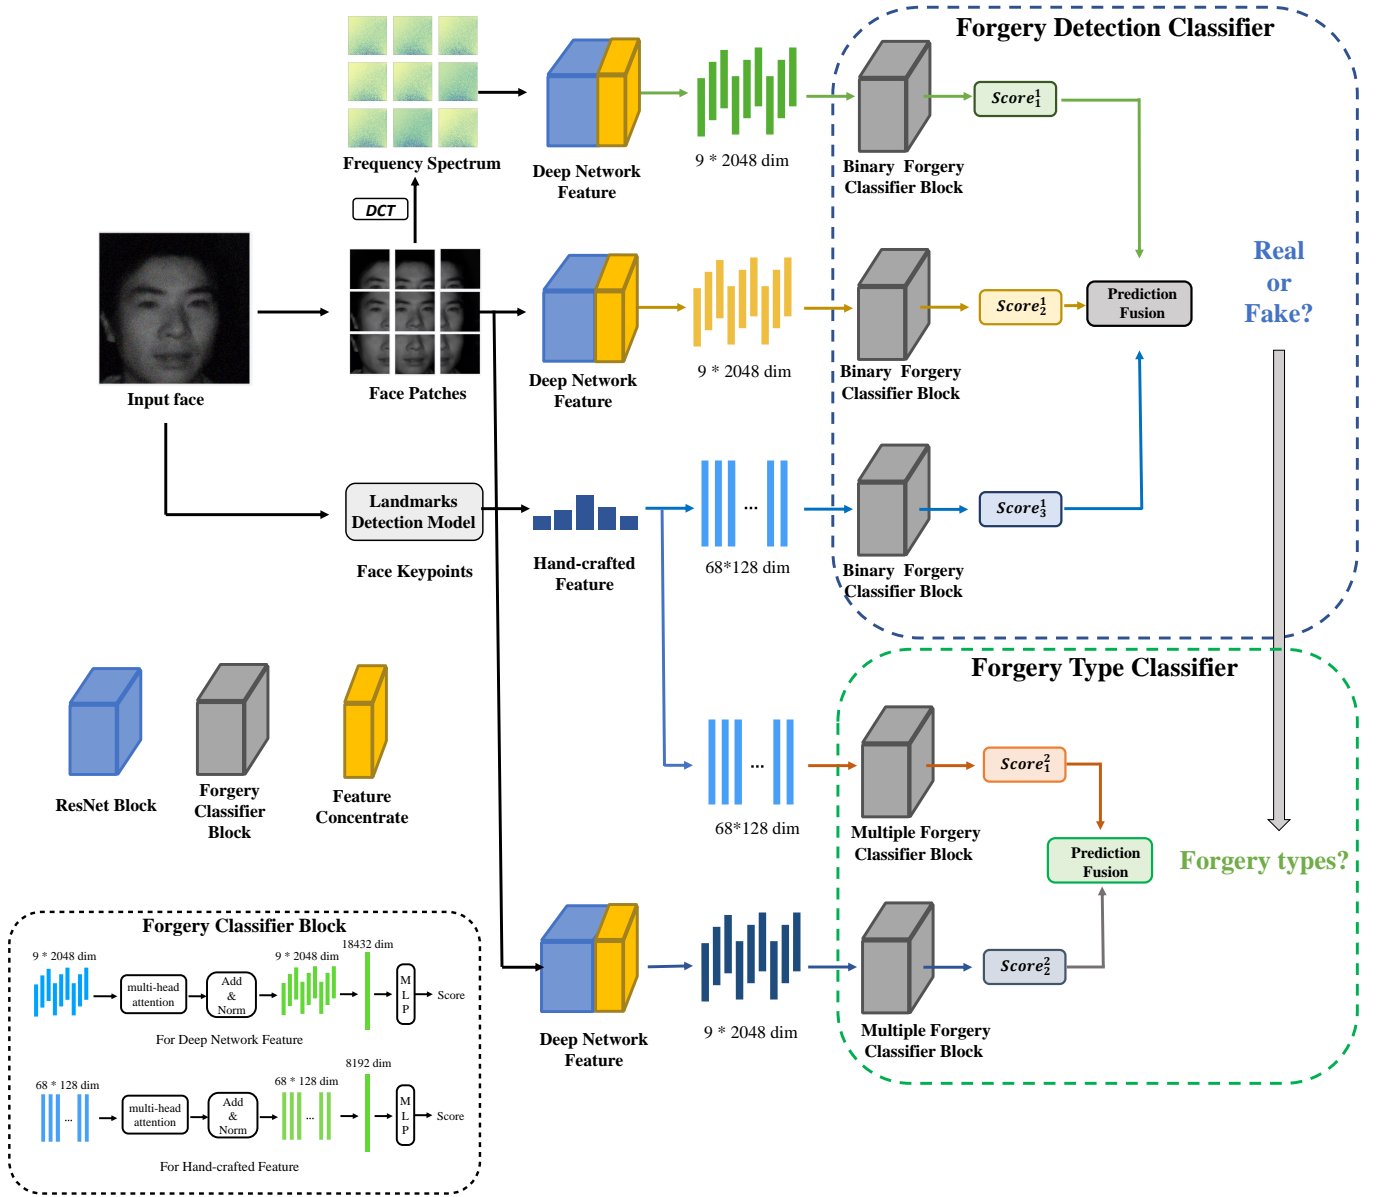 Forgery Detection Classifier
Frequency Spectrum
Deep Network
Feature
9 * 2048 dim
Binary Forgery
Classifier Block
Score₁¹
DCT
Input face
Face Patches
Deep Network
Feature
9 * 2048 dim
Binary Forgery
Classifier Block
Score₂¹
Prediction
Fusion
Real
or
Fake?
Landmarks
Detection Model
Face Keypoints
Hand-crafted
Feature
...
68*128 dim
Binary Forgery
Classifier Block
Score₃¹
Forgery Type Classifier
ResNet Block
Forgery
Classifier
Block
Feature
Concentrate
...
68*128 dim
Multiple Forgery
Classifier Block
Score₁²
Prediction
Fusion
Forgery types?
Deep Network
Feature
9 * 2048 dim
Multiple Forgery
Classifier Block
Score₂²
Forgery Classifier Block
9 * 2048 dim
multi-head
attention
Add
&
Norm
9 * 2048 dim
18432 dim
M
L
P
Score
For Deep Network Feature
68 * 128 dim
...
multi-head
attention
Add
&
Norm
68 * 128 dim
...
8192 dim
M
L
P
Score
For Hand-crafted Feature